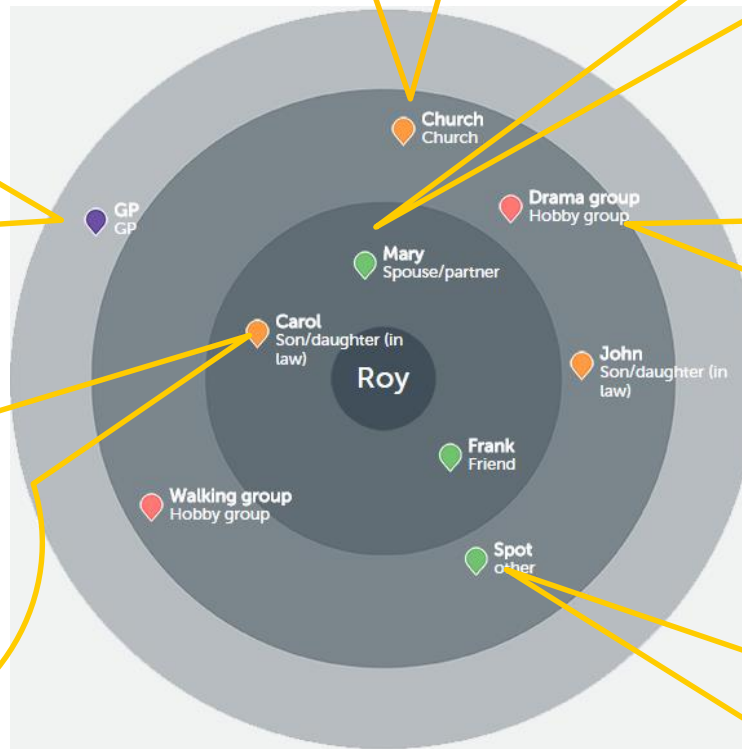 Church
Church
Drama group
Hobby group
GP
GP
Mary
Spouse/partner
Carol
Son/daughter (in
law)
John
Son/daughter (in
law)
Roy
Frank
Friend
Walking group
Hobby group
Spot
other